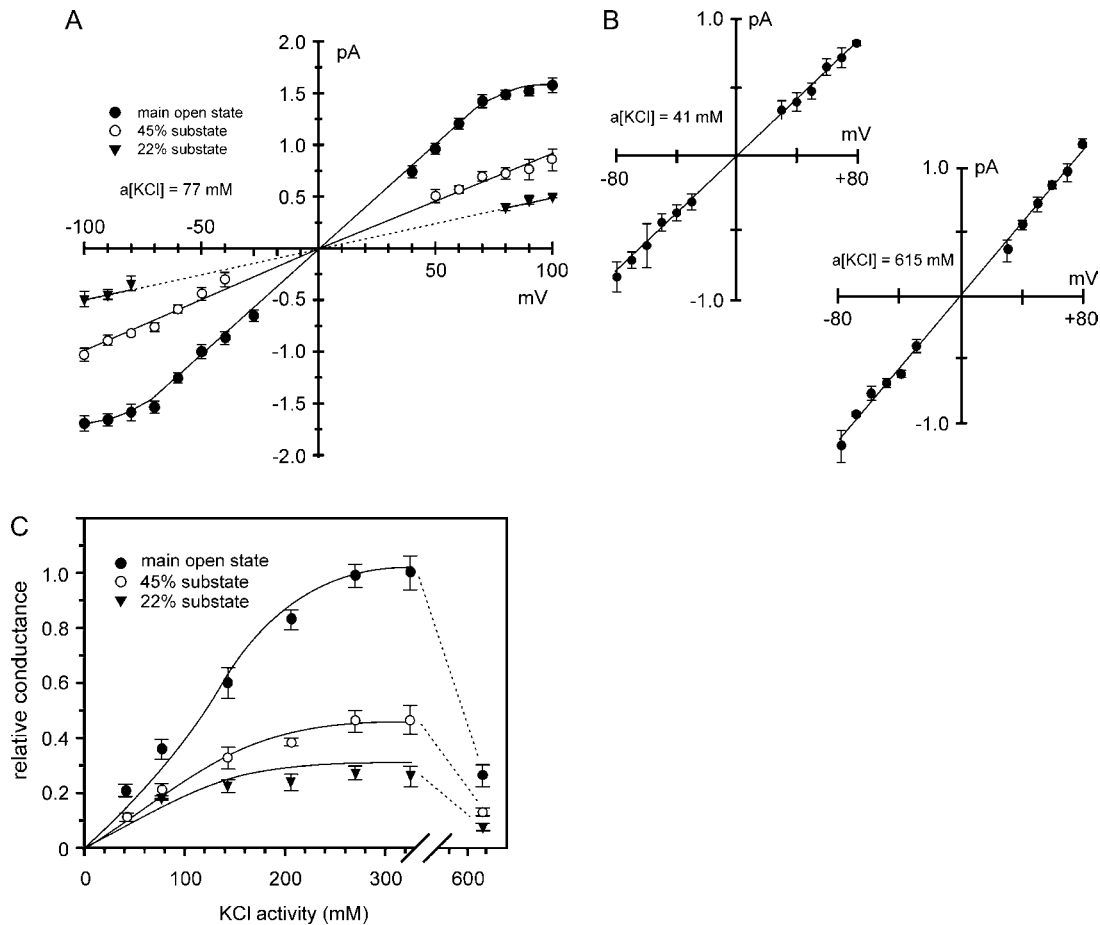 A
2.0
pA
1.5
1.0
0.5
main open state
45% substate
22% substate
a[KCl] = 77 mM
-100
-50
50
100
mV
-0.5
-1.0
-1.5
-2.0
B
1.0
pA
a[KCl] = 41 mM
mV
-80
+80
-1.0
1.0
pA
a[KCl] = 615 mM
mV
-80
+80
-1.0
C
main open state
45% substate
22% substate
relative conductance
1.0
0.8
0.6
0.4
0.2
0
0
100
200
300
600
KCl activity (mM)